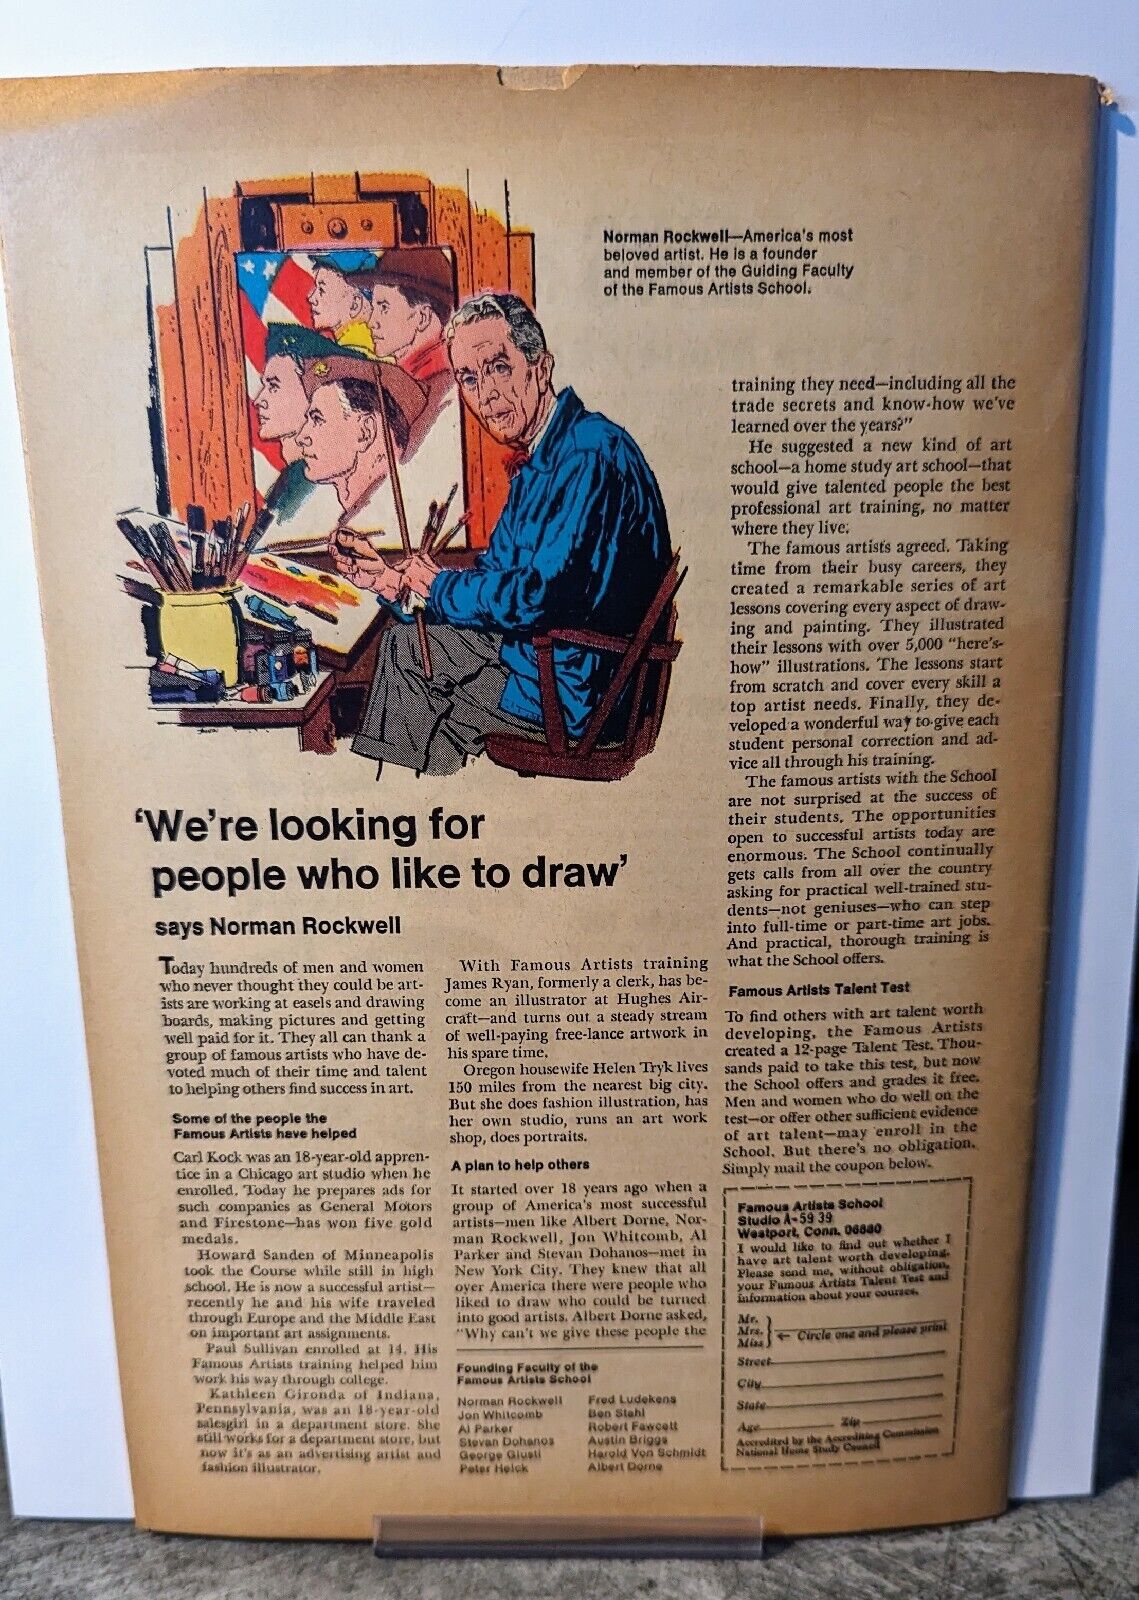 Norman Rockwell—America's most
beloved artist. He is a founder
and member of the Guiding Faculty
of the Famous Artists School.
'We're looking for
people who like to draw'
says Norman Rockwell
Today hundreds of men and women
who never thought they could be art-
ists are working at easels and drawing
boards, making pictures and getting
well paid for it. They all can thank a
group of famous artists who have de-
voted much of their time and talent
to helping others find success in art.
Some of the people the
Famous Artists have helped
Carl Kock was an 18-year-old appren-
tice in a Chicago art studio when he
enrolled. Today he prepares ads for
such companies as General Motors
and Firestone—has won five gold
medals.
Howard Sanden of Minneapolis
took the Course while still in high
school. He is now a successful artist—
recently he and his wife traveled
through Europe and the Middle East
on important art assignments.
Paul Sullivan enrolled at 14. His
Famous Artists training helped him
work his way through college.
Kathleen Gironda of Indiana,
Pennsylvania, was an 18-year-old
salesgirl in a department store. She
still works for a department store, but
now it's as an advertising artist and
fashion illustrator.
With Famous Artists training
James Ryan, formerly a clerk, has be-
come an illustrator at Hughes Air-
craft—and turns out a steady stream
of well-paying free-lance artwork in
his spare time.
Oregon housewife Helen Tryk lives
150 miles from the nearest big city.
But she does fashion illustration, has
her own studio, runs an art work
shop, does portraits.
A plan to help others
It started over 18 years ago when a
group of America's most successful
artists—men like Albert Dorne, Nor-
man Rockwell, Jon Whitcomb, Al
Parker and Stevan Dohanos—met in
New York City. They knew that all
over America there were people who
liked to draw who could be turned
into good artists. Albert Dorne asked,
"Why can't we give these people the
Founding Faculty of the
Famous Artists School
Norman Rockwell
Jon Whitcomb
Al Parker
Stevan Dohanos
George Giusti
Peter Helck
Fred Ludekens
Ben Stahl
Robert Fawcett
Austin Briggs
Harold Von Schmidt
Albert Dorne
training they need—including all the
trade secrets and know-how we've
learned over the years?"
He suggested a new kind of art
school—a home study art school—that
would give talented people the best
professional art training, no matter
where they live.
The famous artists agreed. Taking
time from their busy careers, they
created a remarkable series of art
lessons covering every aspect of draw-
ing and painting. They illustrated
their lessons with over 5,000 "here's-
how" illustrations. The lessons start
from scratch and cover every skill a
top artist needs. Finally, they de-
veloped a wonderful way to give each
student personal correction and ad-
vice all through his training.
The famous artists with the School
are not surprised at the success of
their students. The opportunities
open to successful artists today are
enormous. The School continually
gets calls from all over the country
asking for practical well-trained stu-
dents—not geniuses—who can step
into full-time or part-time art jobs.
And practical, thorough training is
what the School offers.
Famous Artists Talent Test
To find others with art talent worth
developing, the Famous Artists
created a 12-page Talent Test. Thou-
sands paid to take this test, but now
the School offers and grades it free.
Men and women who do well on the
test—or offer other sufficient evidence
of art talent—may enroll in the
School. But there's no obligation.
Simply mail the coupon below.
Famous Artists School
Studio A-59 39
Westport, Conn. 06880
I would like to find out whether I
have art talent worth developing.
Please send me, without obligation,
your Famous Artists Talent Test and
information about your courses.
Mr.
Mrs. ← Circle one and please print
Miss
Street
City
State
Age Zip
Accredited by the Accrediting Commission
National Home Study Council